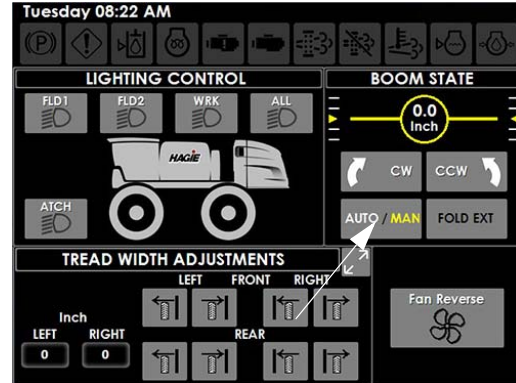 Tuesday 08:22 AM
LIGHTING CONTROL
FLD1 FLD2 WRK ALL
HAGIE
ATCH
BOOM STATE
0.0
Inch
CW CCW
AUTO / MAN FOLD EXT
TREAD WIDTH ADJUSTMENTS
LEFT FRONT RIGHT
Inch
LEFT RIGHT
0 0
REAR
Fan Reverse